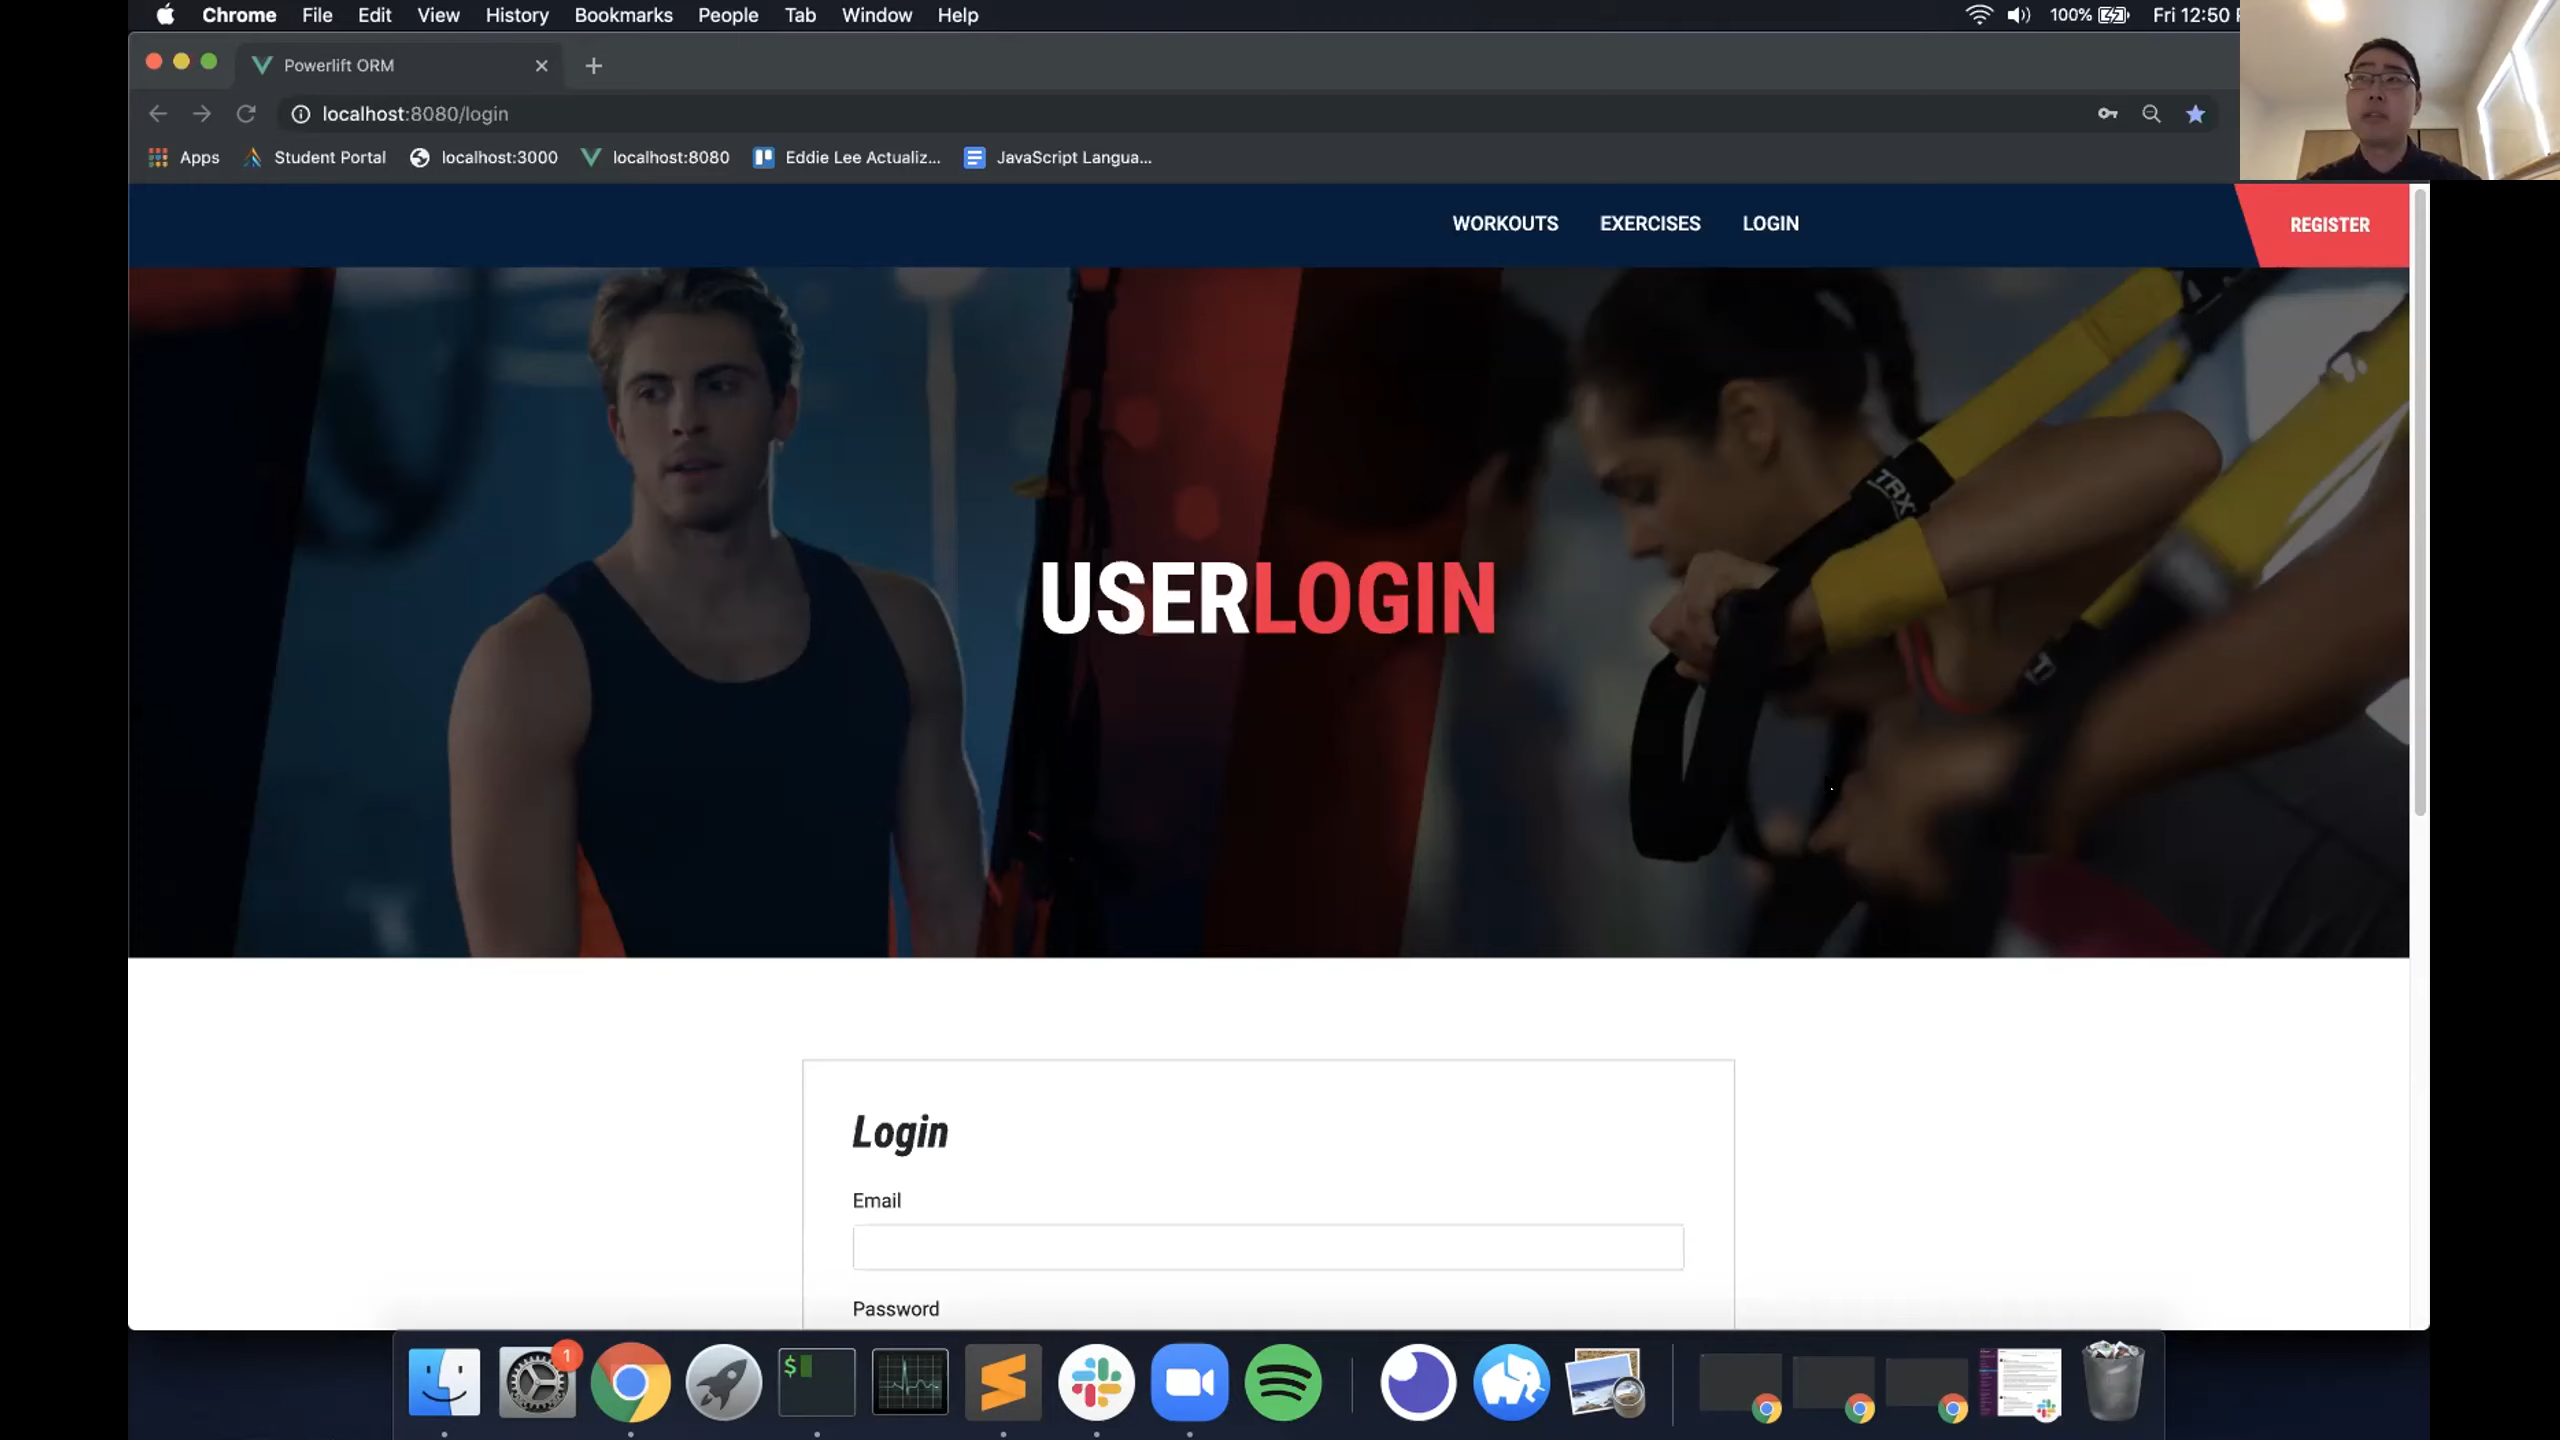 Chrome File Edit View History Bookmarks People Tab Window Help 100% Fri 12:50
Powerlift ORM
localhost:8080/login
Apps Student Portal localhost:3000 localhost:8080 Eddie Lee Actualiz... JavaScript Langua...
WORKOUTS EXERCISES LOGIN REGISTER
TRX
USERLOGIN
Login
Email
Password
1
$